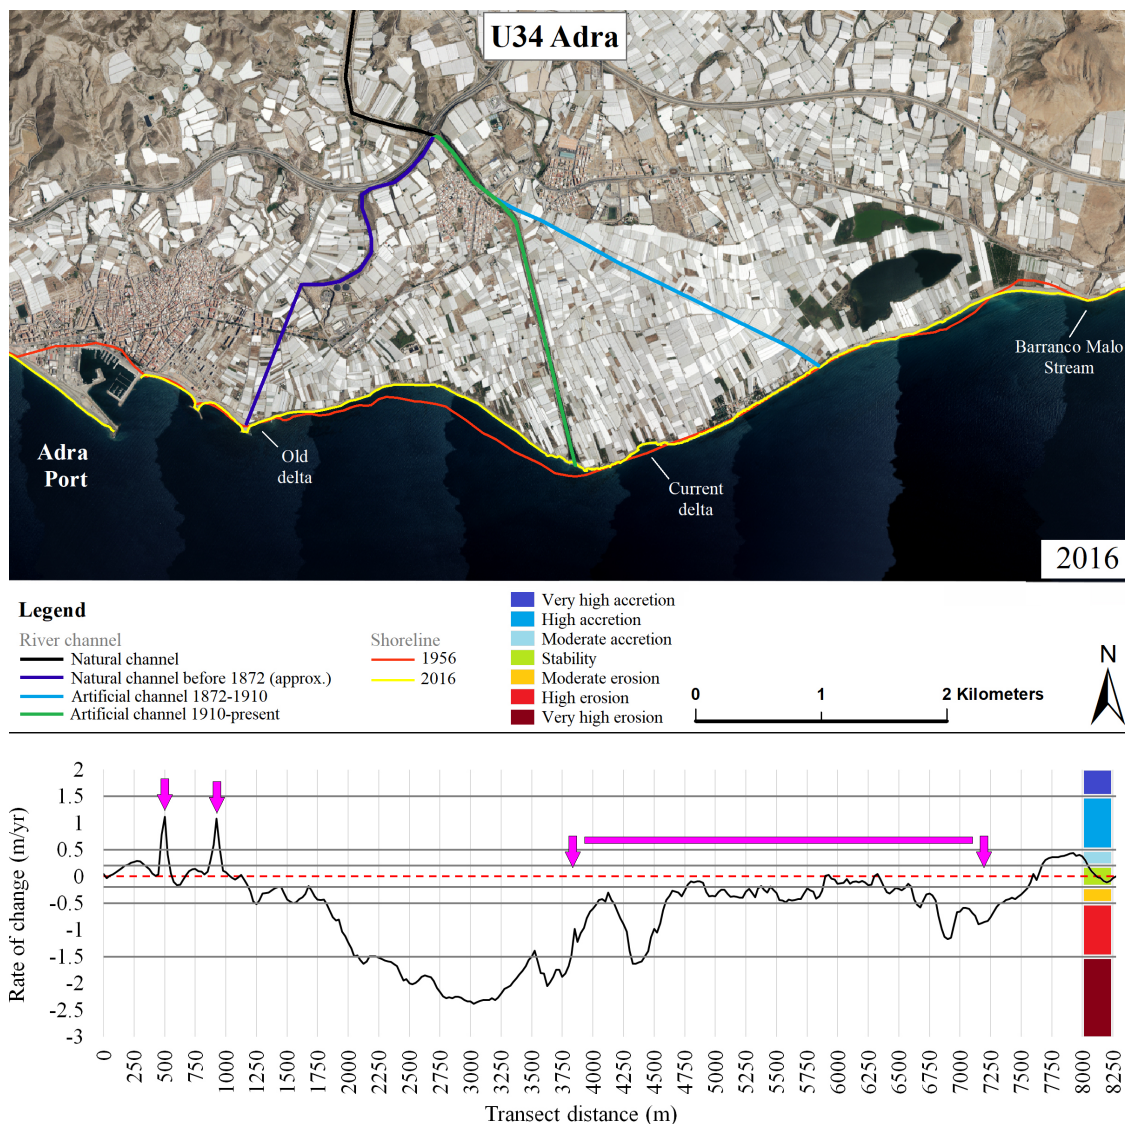 U34 Adra
Barranco Malo
Stream
Adra
Port
Old
delta
Current
delta
2016
Legend
River channel
Natural channel
Natural channel before 1872 (approx.)
Artificial channel 1872-1910
Artificial channel 1910-present
Shoreline
1956
2016
Very high accretion
High accretion
Moderate accretion
Stability
Moderate erosion
High erosion
Very high erosion
0 1 2 Kilometers
N
Rate of change (m/yr)
2
1.5
1
0.5
0
-0.5
-1
-1.5
-2
-2.5
-3
0 250 500 750 1000 1250 1500 1750 2000 2250 2500 2750 3000 3250 3500 3750 4000 4250 4500 4750 5000 5250 5500 5750 6000 6250 6500 6750 7000 7250 7500 7750 8000 8250
Transect distance (m)